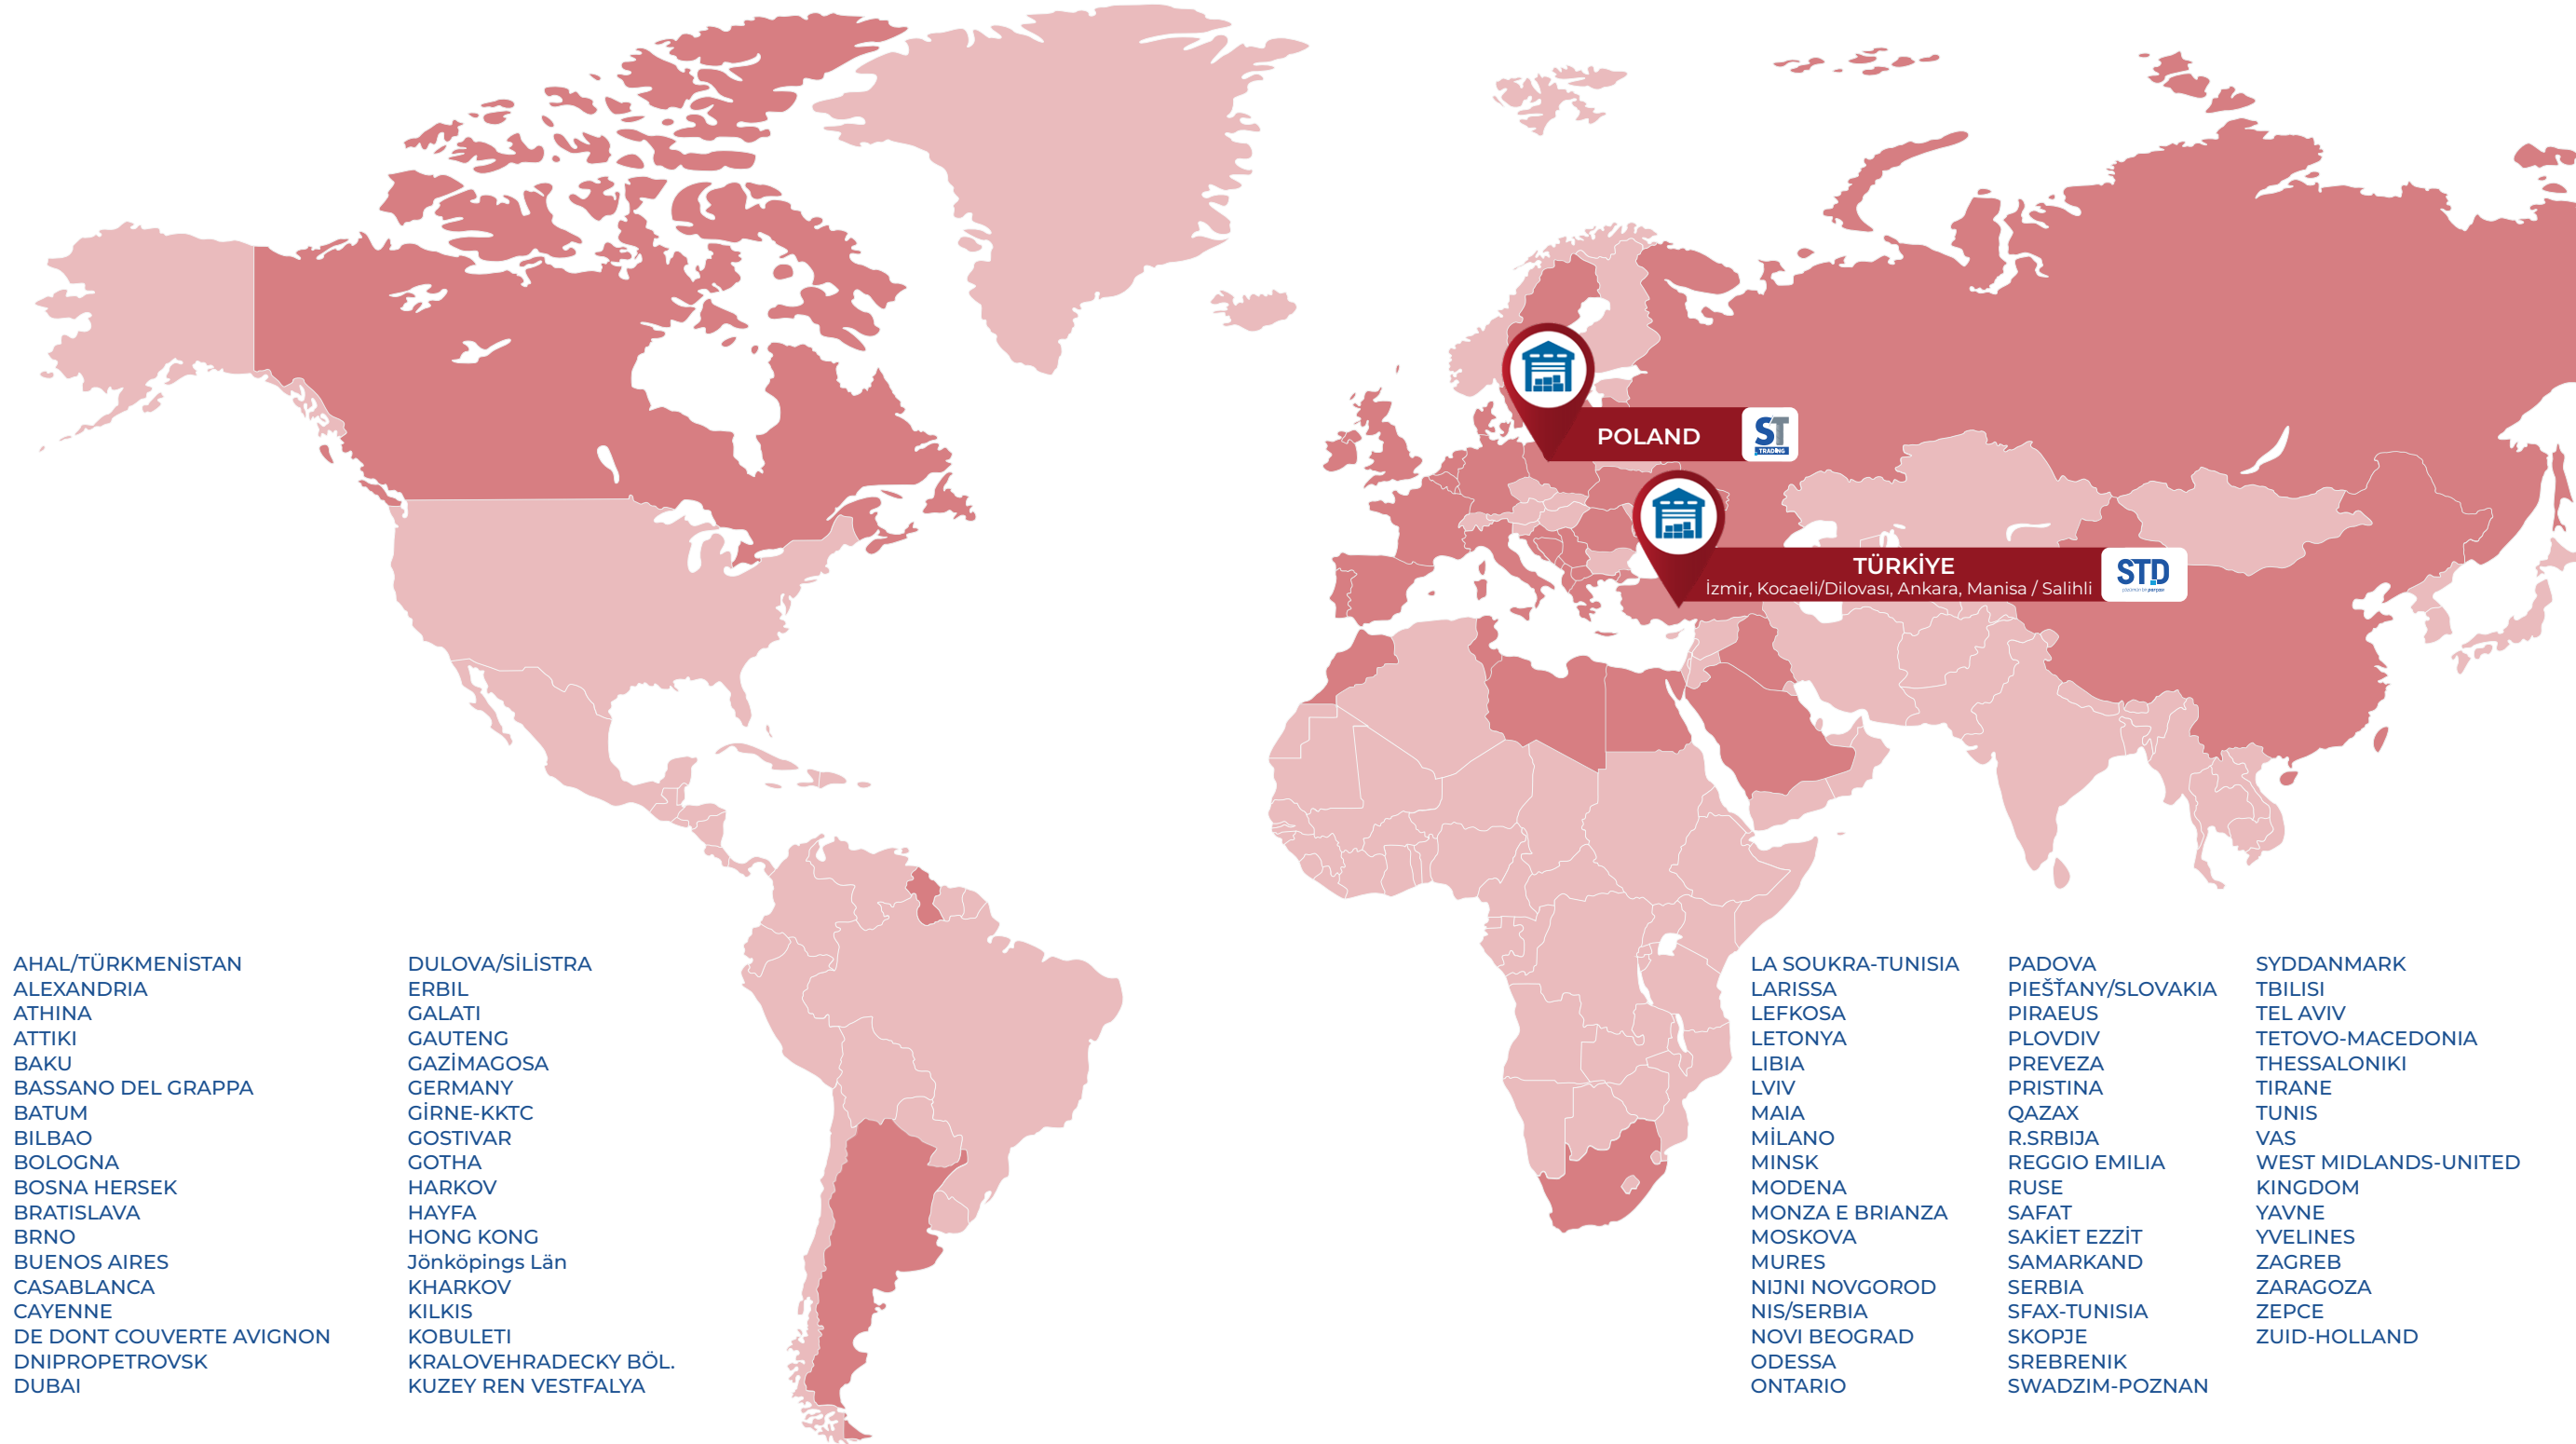 POLAND
ST
TRADING
TÜRKİYE
İzmir, Kocaeli/Dilovası, Ankara, Manisa / Salihli
STD
AHAL/TÜRKMENİSTAN
ALEXANDRIA
ATHINA
ATTIKI
BAKU
BASSANO DEL GRAPPA
BATUM
BILBAO
BOLOGNA
BOSNA HERSEK
BRATISLAVA
BRNO
BUENOS AIRES
CASABLANCA
CAYENNE
DE DONT COUVERTE AVIGNON
DNIPROPETROVSK
DUBAI
DULOVA/SİLİSTRA
ERBIL
GALATI
GAUTENG
GAZİMAGOSA
GERMANY
GİRNE-KKTC
GOSTIVAR
GOTHA
HARKOV
HAYFA
HONG KONG
Jönköpings Län
KHARKOV
KILKIS
KOBULETI
KRALOVEHRADECKY BÖL.
KUZEY REN VESTFALYA
LA SOUKRA-TUNISIA
LARISSA
LEFKOSA
LETONYA
LIBIA
LVIV
MAIA
MİLANO
MINSK
MODENA
MONZA E BRIANZA
MOSKOVA
MURES
NIJNI NOVGOROD
NIS/SERBIA
NOVI BEOGRAD
ODESSA
ONTARIO
PADOVA
PIEŠŤANY/SLOVAKIA
PIRAEUS
PLOVDIV
PREVEZA
PRISTINA
QAZAX
R.SRBIJA
REGGIO EMILIA
RUSE
SAFAT
SAKİET EZZİT
SAMARKAND
SERBIA
SFAX-TUNISIA
SKOPJE
SREBRENIK
SWADZIM-POZNAN
SYDDANMARK
TBILISI
TEL AVIV
TETOVO-MACEDONIA
THESSALONIKI
TIRANE
TUNIS
VAS
WEST MIDLANDS-UNITED
KINGDOM
YAVNE
YVELINES
ZAGREB
ZARAGOZA
ZEPCE
ZUID-HOLLAND